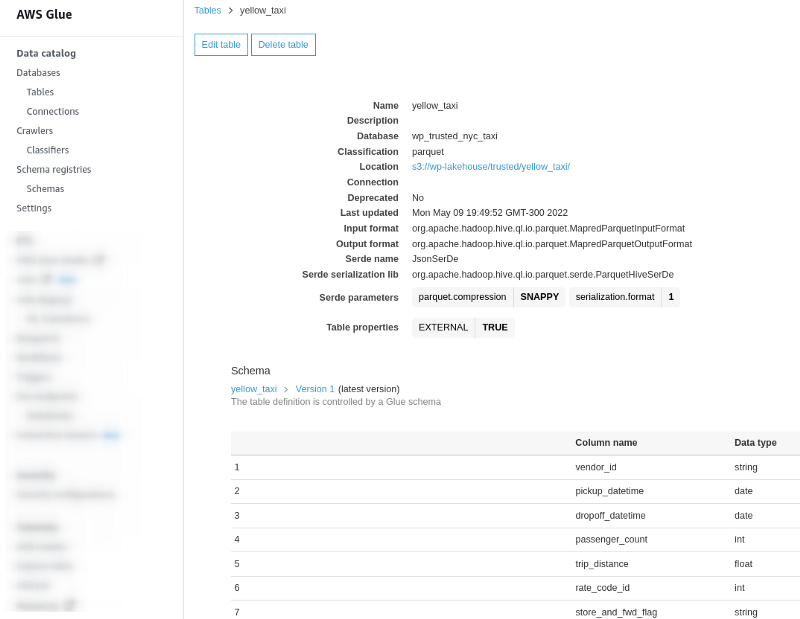 AWS Glue
Data catalog
Databases
Tables
Connections
Crawlers
Classifiers
Schema registries
Schemas
Settings
Tables > yellow_taxi
Edit table Delete table
Name yellow_taxi
Description
Database wp_trusted_nyc_taxi
Classification parquet
Location s3://wp-lakehouse/trusted/yellow_taxi/
Connection
Deprecated No
Last updated Mon May 09 19:49:52 GMT-300 2022
Input format org.apache.hadoop.hive.ql.io.parquet.MapredParquetInputFormat
Output format org.apache.hadoop.hive.ql.io.parquet.MapredParquetOutputFormat
Serde name JsonSerDe
Serde serialization lib org.apache.hadoop.hive.ql.io.parquet.serde.ParquetHiveSerDe
Serde parameters parquet.compression SNAPPY serialization.format 1
Table properties EXTERNAL TRUE
Schema
yellow_taxi > Version 1 (latest version)
The table definition is controlled by a Glue schema
Column name Data type
1 vendor_id string
2 pickup_datetime date
3 dropoff_datetime date
4 passenger_count int
5 trip_distance float
6 rate_code_id int
7 store_and_fwd_flag string